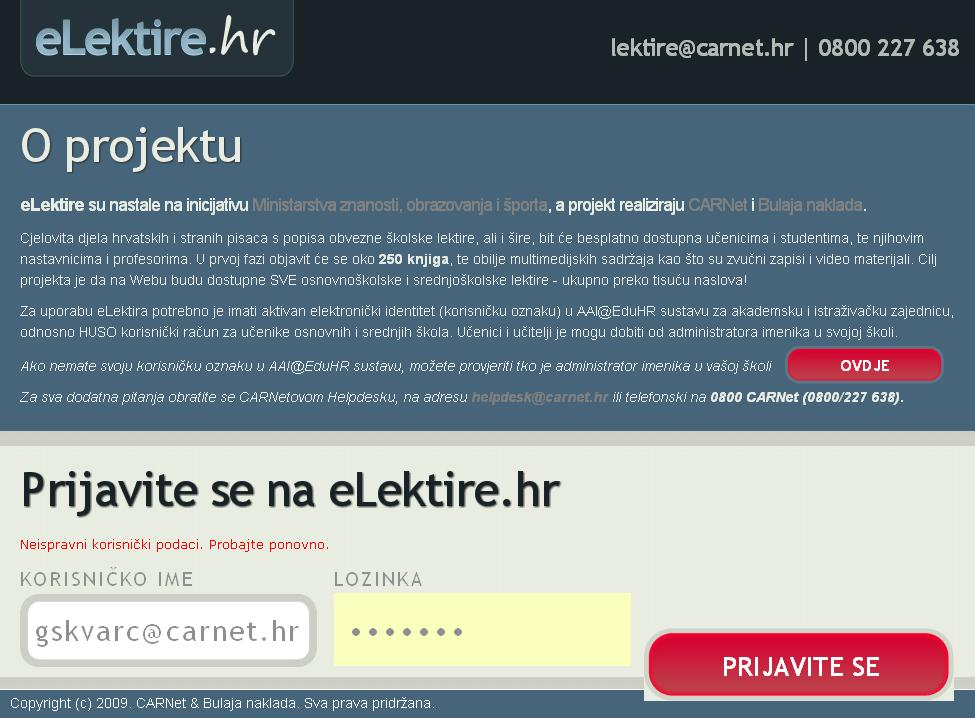 eLektire.hr
lektire@carnet.hr | 0800 227 638
O projektu
eLektire su nastale na inicijativu Ministarstva znanosti, obrazovanja i športa, a projekt realiziraju CARNet i Bulaja naklada.
Cjelovita djela hrvatskih i stranih pisaca s popisa obvezne školske lektire, ali i šire, bit će besplatno dostupna učenicima i studentima, te njihovim
nastavnicima i profesorima. U prvoj fazi objavit će se oko 250 knjiga, te obilje multimedijskih sadržaja kao što su zvučni zapisi i video materijali. Cilj
projekta je da na Webu budu dostupne SVE osnovnoškolske i srednjoškolske lektire - ukupno preko tisuću naslova!
Za uporabu eLektira potrebno je imati aktivan elektronički identitet (korisničku oznaku) u AAI@EduHR sustavu za akademsku i istraživačku zajednicu,
odnosno HUSO korisnički račun za učenike osnovnih i srednjih škola. Učenici i učitelji je mogu dobiti od administratora imenika u svojoj školi.
Ako nemate svoju korisničku oznaku u AAI@EduHR sustavu, možete provjeriti tko je administrator imenika u vašoj školi OVDJE
Za sva dodatna pitanja obratite se CARNetovom Helpdesku, na adresu helpdesk@carnet.hr ili telefonski na 0800 CARNet (0800/227 638).
Prijavite se na eLektire.hr
Neispravni korisnički podaci. Probajte ponovno.
KORISNIČKO IME LOZINKA
gskvarc@carnet.hr •••••••
PRIJAVITE SE
Copyright (c) 2009. CARNet & Bulaja naklada. Sva prava pridržana.